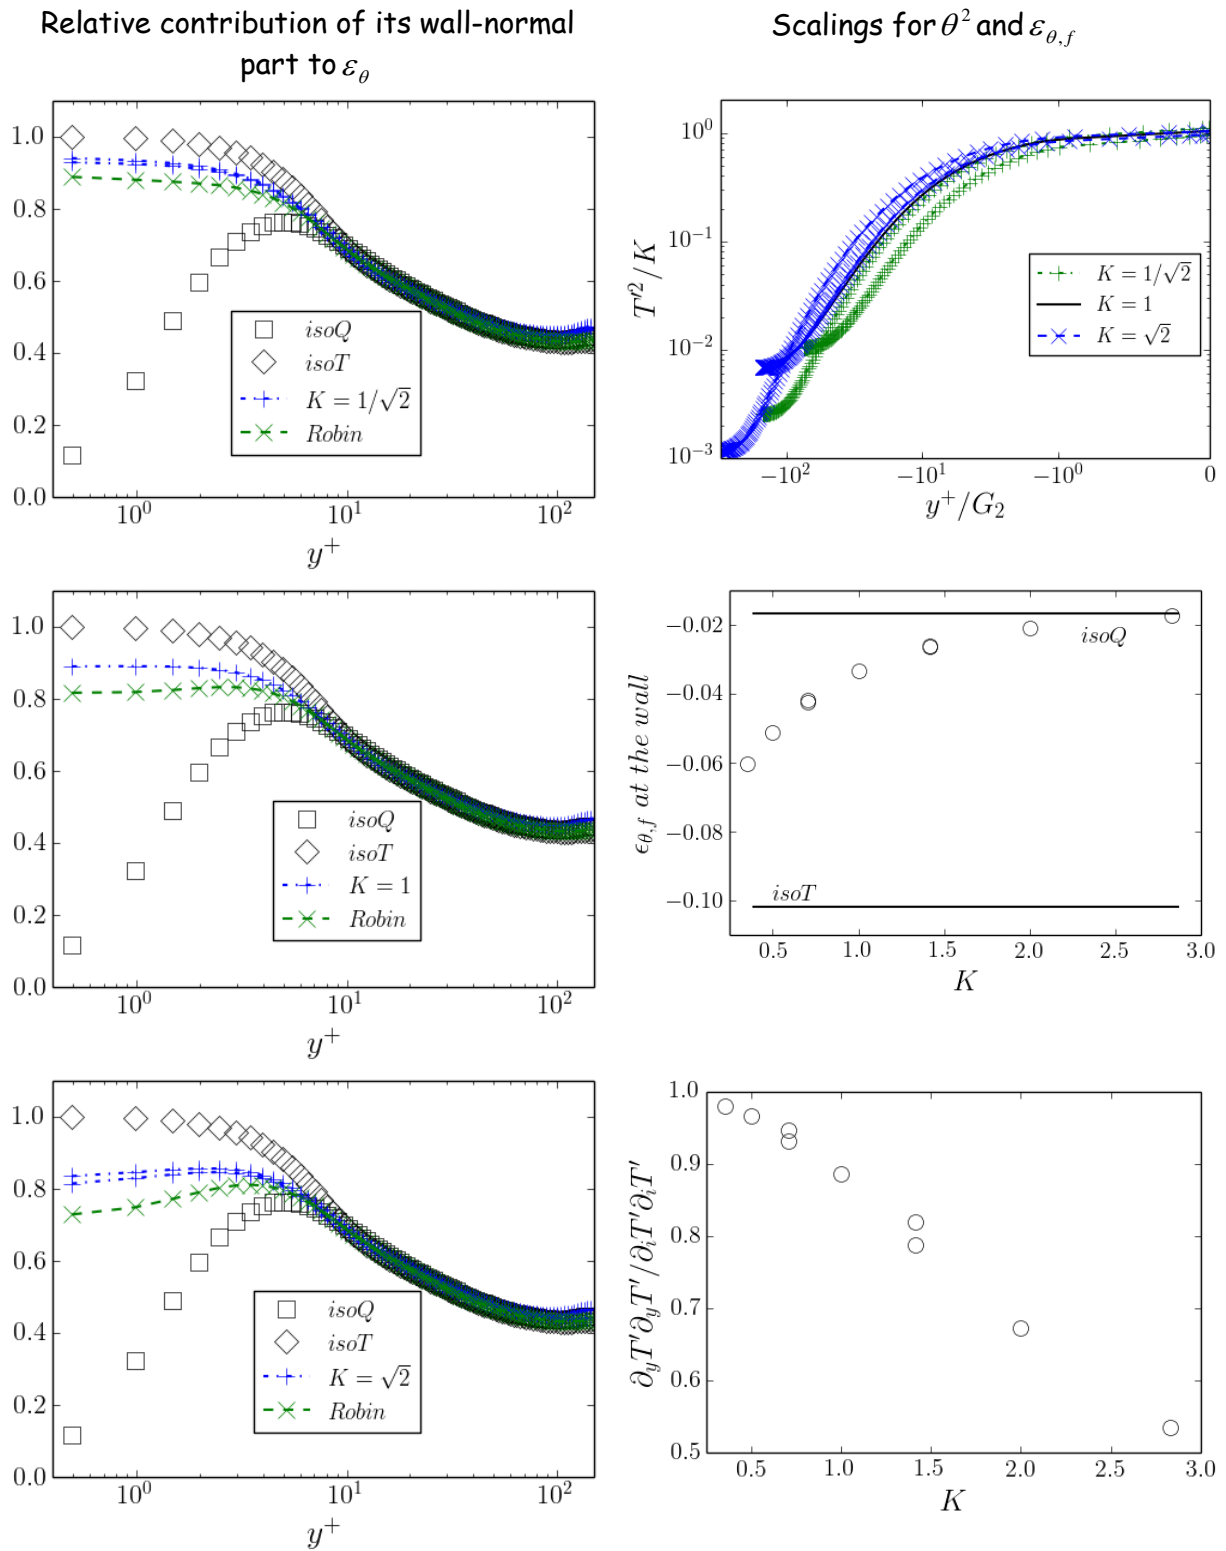 Relative contribution of its wall-normal
part to ε_θ
1.0
0.8
0.6
0.4
0.2
0.0
isoQ
isoT
K = 1/√2
Robin
10⁰ 10¹ 10²
y⁺
1.0
0.8
0.6
0.4
0.2
0.0
isoQ
isoT
K = 1
Robin
10⁰ 10¹ 10²
y⁺
1.0
0.8
0.6
0.4
0.2
0.0
isoQ
isoT
K = √2
Robin
10⁰ 10¹ 10²
y⁺
Scalings for θ² and ε_θ,f
T′²/K
10⁰
10⁻¹
10⁻²
10⁻³
K = 1/√2
K = 1
K = √2
−10² −10¹ −10⁰ 0
y⁺/G₂
ϵ_θ,f at the wall
−0.02
−0.04
−0.06
−0.08
−0.10
isoQ
isoT
0.5 1.0 1.5 2.0 2.5 3.0
K
∂_yT′∂_yT′/∂_iT′∂_iT′
1.0
0.9
0.8
0.7
0.6
0.5
0.5 1.0 1.5 2.0 2.5 3.0
K